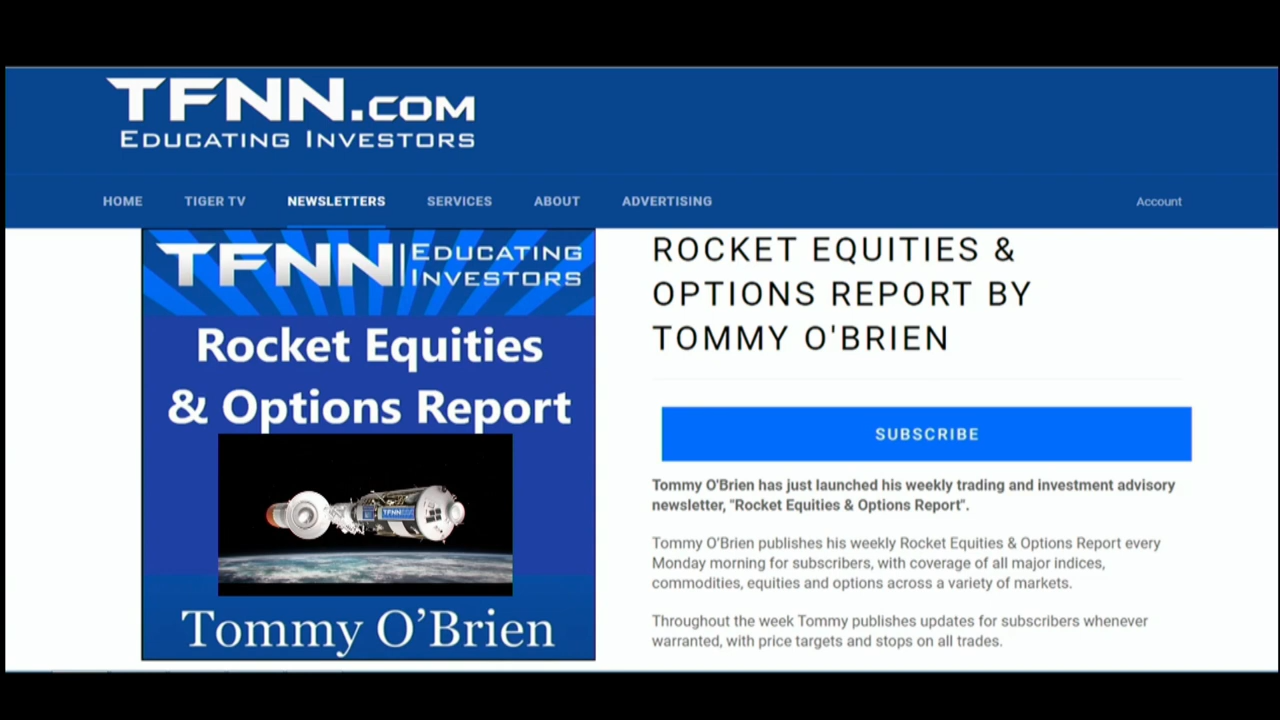 TFNN.COM
EDUCATING INVESTORS
HOME TIGER TV NEWSLETTERS SERVICES ABOUT ADVERTISING Account
TFNN | EDUCATING
INVESTORS
Rocket Equities
& Options Report
TFNN.COM
Tommy O’Brien
ROCKET EQUITIES &
OPTIONS REPORT BY
TOMMY O'BRIEN
SUBSCRIBE
Tommy O'Brien has just launched his weekly trading and investment advisory
newsletter, "Rocket Equities & Options Report".
Tommy O'Brien publishes his weekly Rocket Equities & Options Report every
Monday morning for subscribers, with coverage of all major indices,
commodities, equities and options across a variety of markets.
Throughout the week Tommy publishes updates for subscribers whenever
warranted, with price targets and stops on all trades.